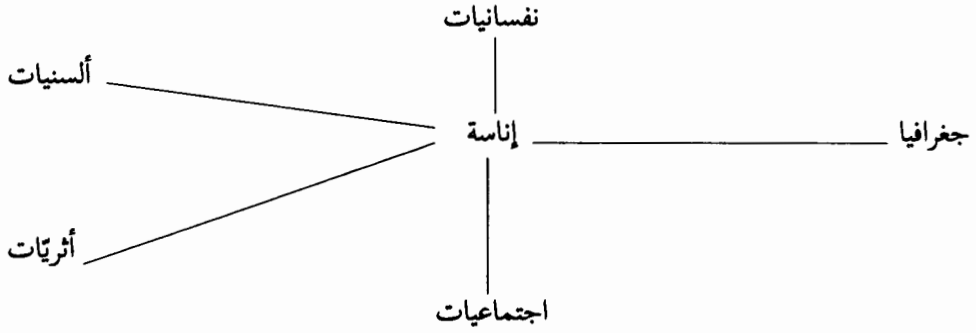 نفسانيات
ألسنيات
إناسة
جغرافيا
أثريّات
اجتماعيات